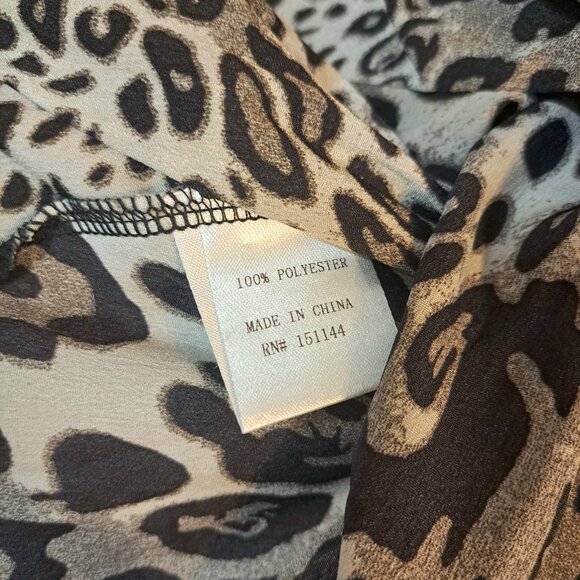 100% POLYESTER
MADE IN CHINA
RN# 151144